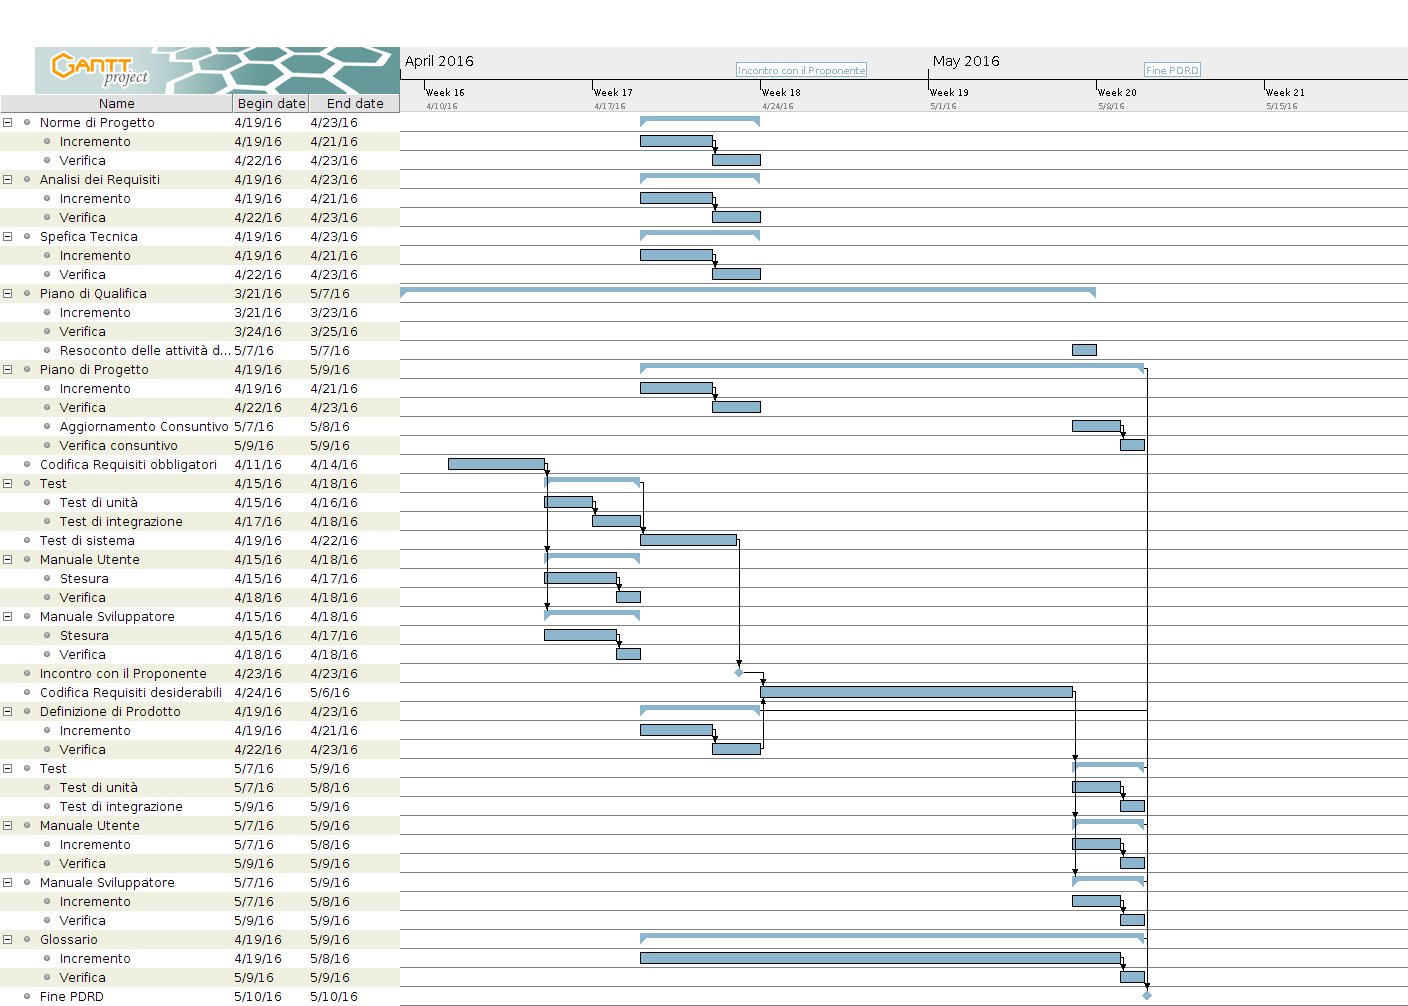 GANTT
project
April 2016
May 2016
Incontro con il Proponente
Fine PDRD
Week 16
Week 17
Week 18
Week 19
Week 20
Week 21
4/10/16
4/17/16
4/24/16
5/1/16
5/8/16
5/15/16
Name Begin date End date
Norme di Progetto 4/19/16 4/23/16
Incremento 4/19/16 4/21/16
Verifica 4/22/16 4/23/16
Analisi dei Requisiti 4/19/16 4/23/16
Incremento 4/19/16 4/21/16
Verifica 4/22/16 4/23/16
Spefica Tecnica 4/19/16 4/23/16
Incremento 4/19/16 4/21/16
Verifica 4/22/16 4/23/16
Piano di Qualifica 3/21/16 5/7/16
Incremento 3/21/16 3/23/16
Verifica 3/24/16 3/25/16
Resoconto delle attività d... 5/7/16 5/7/16
Piano di Progetto 4/19/16 5/9/16
Incremento 4/19/16 4/21/16
Verifica 4/22/16 4/23/16
Aggiornamento Consuntivo 5/7/16 5/8/16
Verifica consuntivo 5/9/16 5/9/16
Codifica Requisiti obbligatori 4/11/16 4/14/16
Test 4/15/16 4/18/16
Test di unità 4/15/16 4/16/16
Test di integrazione 4/17/16 4/18/16
Test di sistema 4/19/16 4/22/16
Manuale Utente 4/15/16 4/18/16
Stesura 4/15/16 4/17/16
Verifica 4/18/16 4/18/16
Manuale Sviluppatore 4/15/16 4/18/16
Stesura 4/15/16 4/17/16
Verifica 4/18/16 4/18/16
Incontro con il Proponente 4/23/16 4/23/16
Codifica Requisiti desiderabili 4/24/16 5/6/16
Definizione di Prodotto 4/19/16 4/23/16
Incremento 4/19/16 4/21/16
Verifica 4/22/16 4/23/16
Test 5/7/16 5/9/16
Test di unità 5/7/16 5/8/16
Test di integrazione 5/9/16 5/9/16
Manuale Utente 5/7/16 5/9/16
Incremento 5/7/16 5/8/16
Verifica 5/9/16 5/9/16
Manuale Sviluppatore 5/7/16 5/9/16
Incremento 5/7/16 5/8/16
Verifica 5/9/16 5/9/16
Glossario 4/19/16 5/9/16
Incremento 4/19/16 5/8/16
Verifica 5/9/16 5/9/16
Fine PDRD 5/10/16 5/10/16